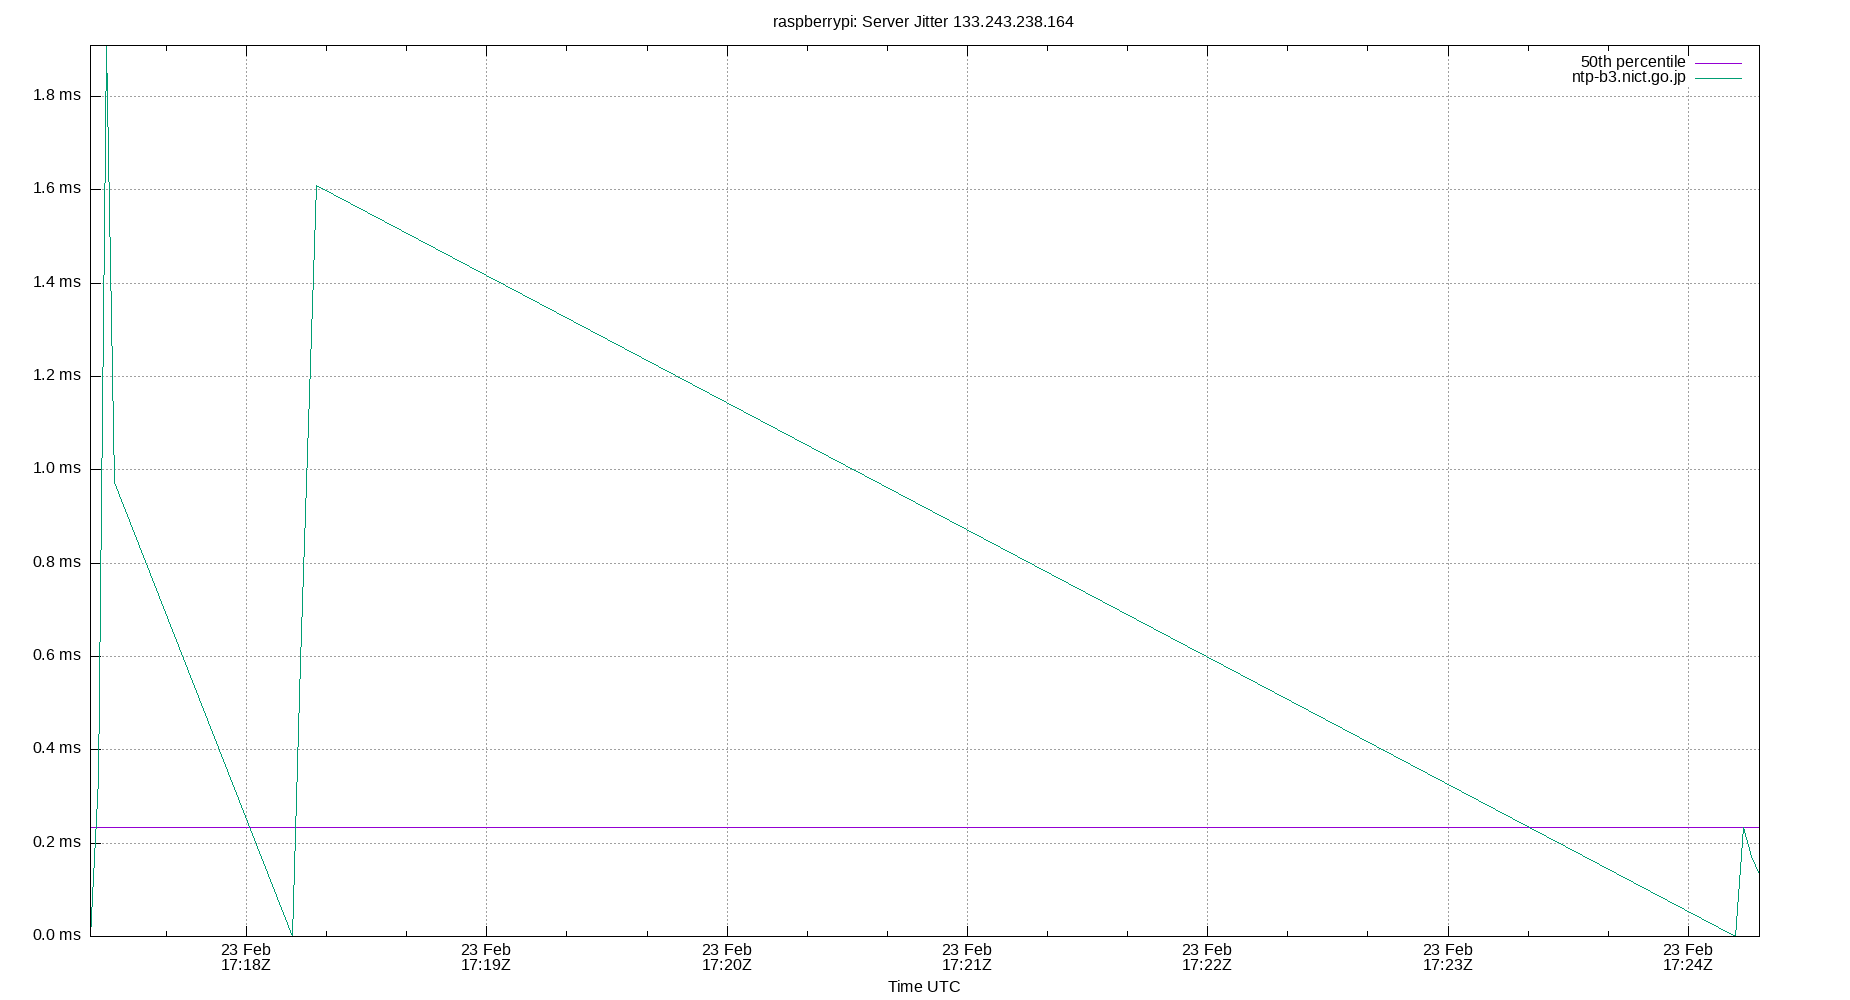 raspberrypi: Server Jitter 133.243.238.164
50th percentile
ntp-b3.nict.go.jp
1.8 ms
1.6 ms
1.4 ms
1.2 ms
1.0 ms
0.8 ms
0.6 ms
0.4 ms
0.2 ms
0.0 ms
23 Feb 23 Feb 23 Feb 23 Feb 23 Feb 23 Feb 23 Feb
17:18Z 17:19Z 17:20Z 17:21Z 17:22Z 17:23Z 17:24Z
Time UTC